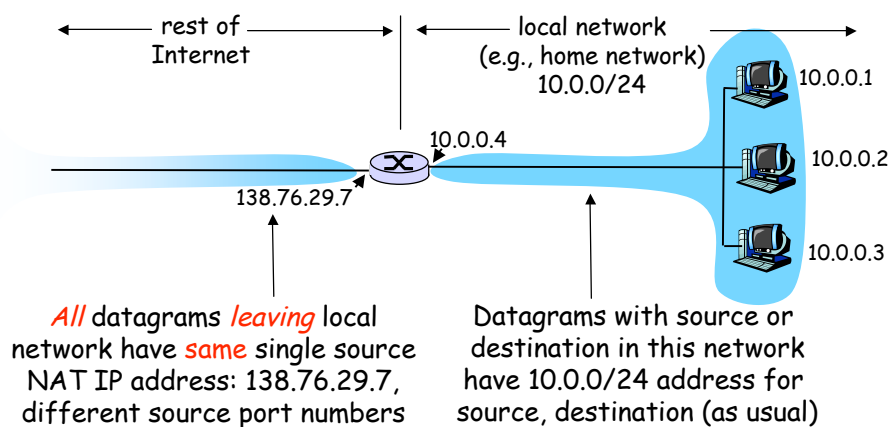 rest of
Internet
local network
(e.g., home network)
10.0.0/24
10.0.0.1
10.0.0.4
10.0.0.2
138.76.29.7
10.0.0.3
All datagrams leaving local
network have same single source
NAT IP address: 138.76.29.7,
different source port numbers
Datagrams with source or
destination in this network
have 10.0.0/24 address for
source, destination (as usual)